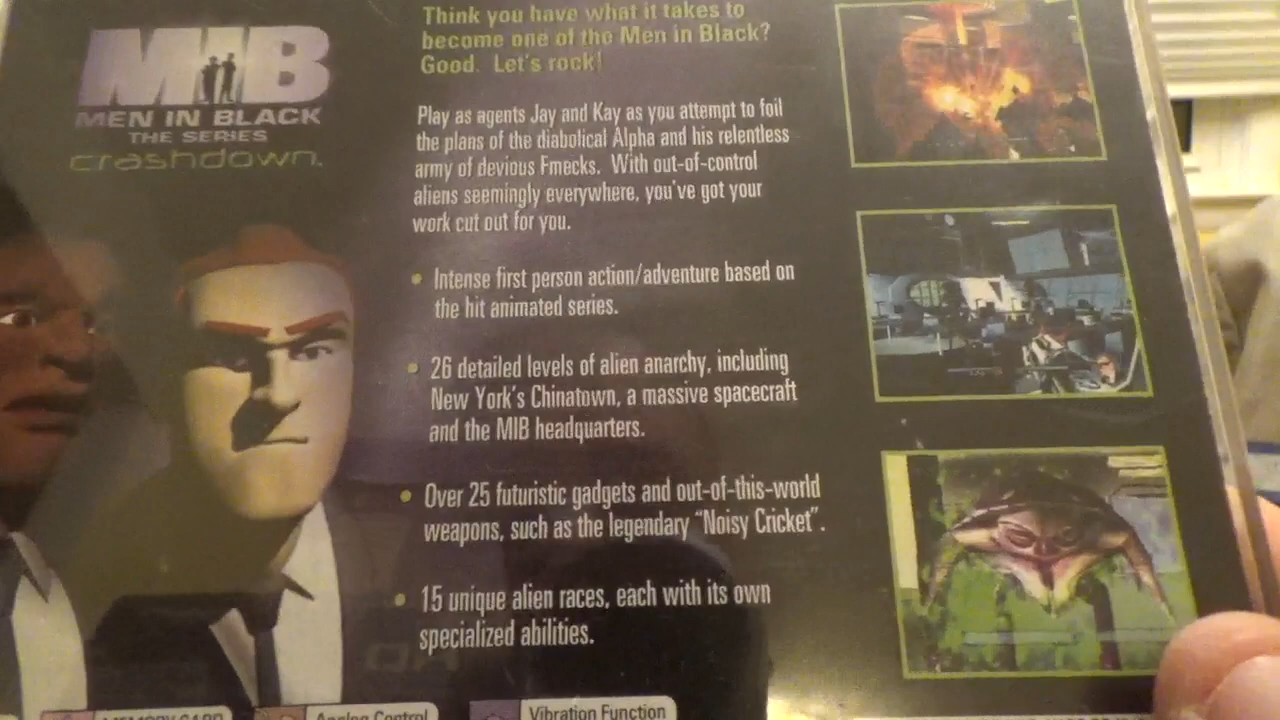 MIB
MEN IN BLACK
THE SERIES
crashdown.
Think you have what it takes to
become one of the Men in Black?
Good. Let's rock!
Play as agents Jay and Kay as you attempt to foil
the plans of the diabolical Alpha and his relentless
army of devious Fmecks. With out-of-control
aliens seemingly everywhere, you've got your
work cut out for you.
• Intense first person action/adventure based on
the hit animated series.
• 26 detailed levels of alien anarchy, including
New York's Chinatown, a massive spacecraft
and the MIB headquarters.
• Over 25 futuristic gadgets and out-of-this-world
weapons, such as the legendary "Noisy Cricket".
• 15 unique alien races, each with its own
specialized abilities.
MEMORY CARD
Analog Control
Vibration Function